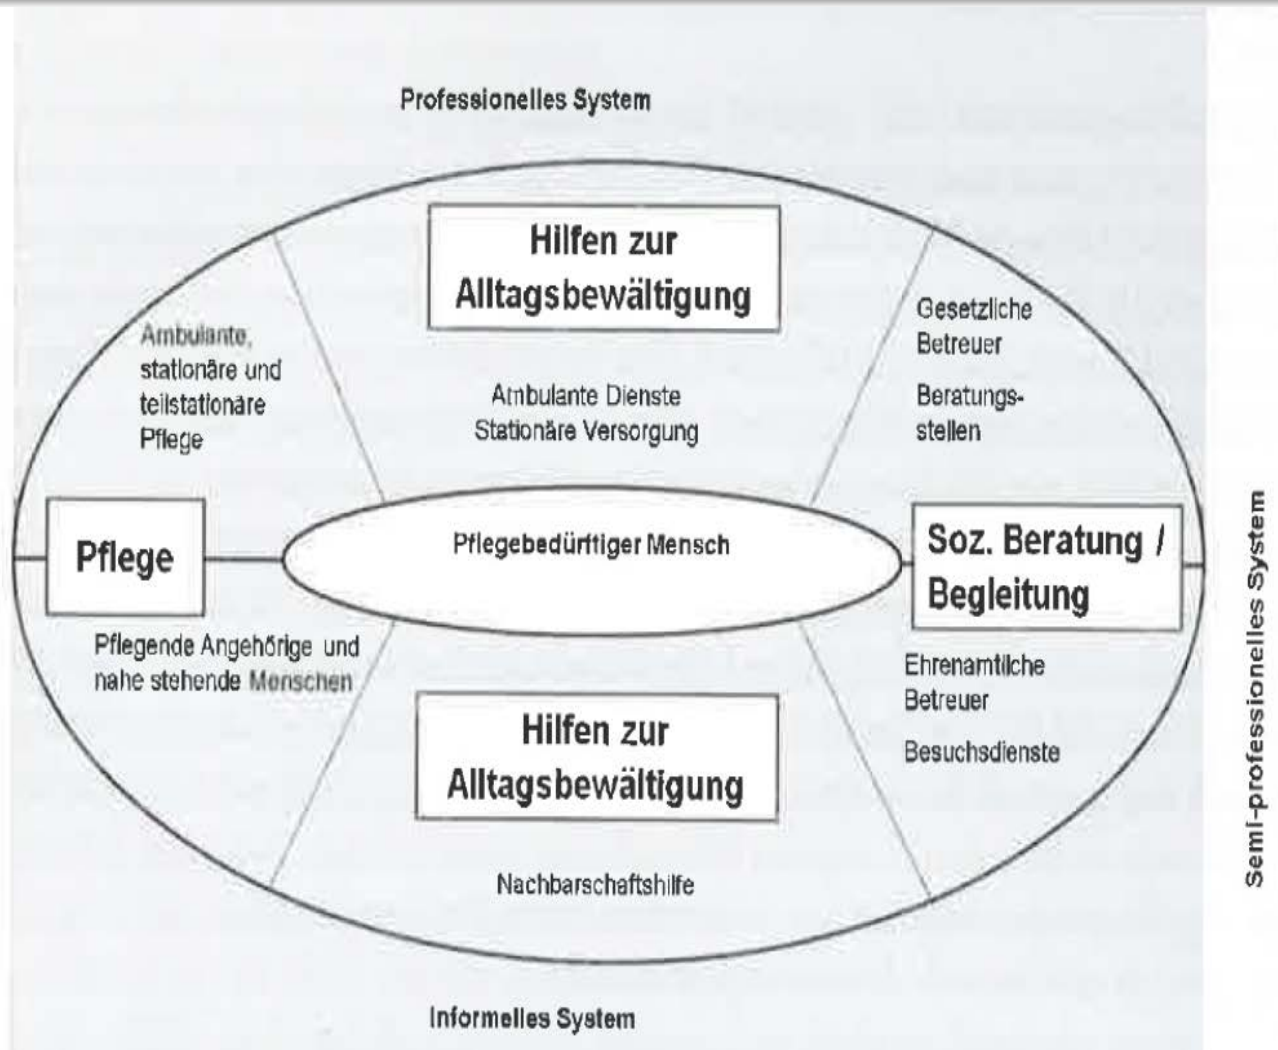 Professionelles System
Hilfen zur
Alltagsbewältigung
Ambulante,
stationäre und
teilstationäre
Pflege
Ambulante Dienste
Stationäre Versorgung
Gesetzliche
Betreuer
Beratungs-
stellen
Pflege
Pflegebedürftiger Mensch
Soz. Beratung /
Begleitung
Pflegende Angehörige und
nahe stehende Menschen
Hilfen zur
Alltagsbewältigung
Ehrenamtliche
Betreuer
Besuchsdienste
Nachbarschaftshilfe
Informelles System
Semi-professionelles System